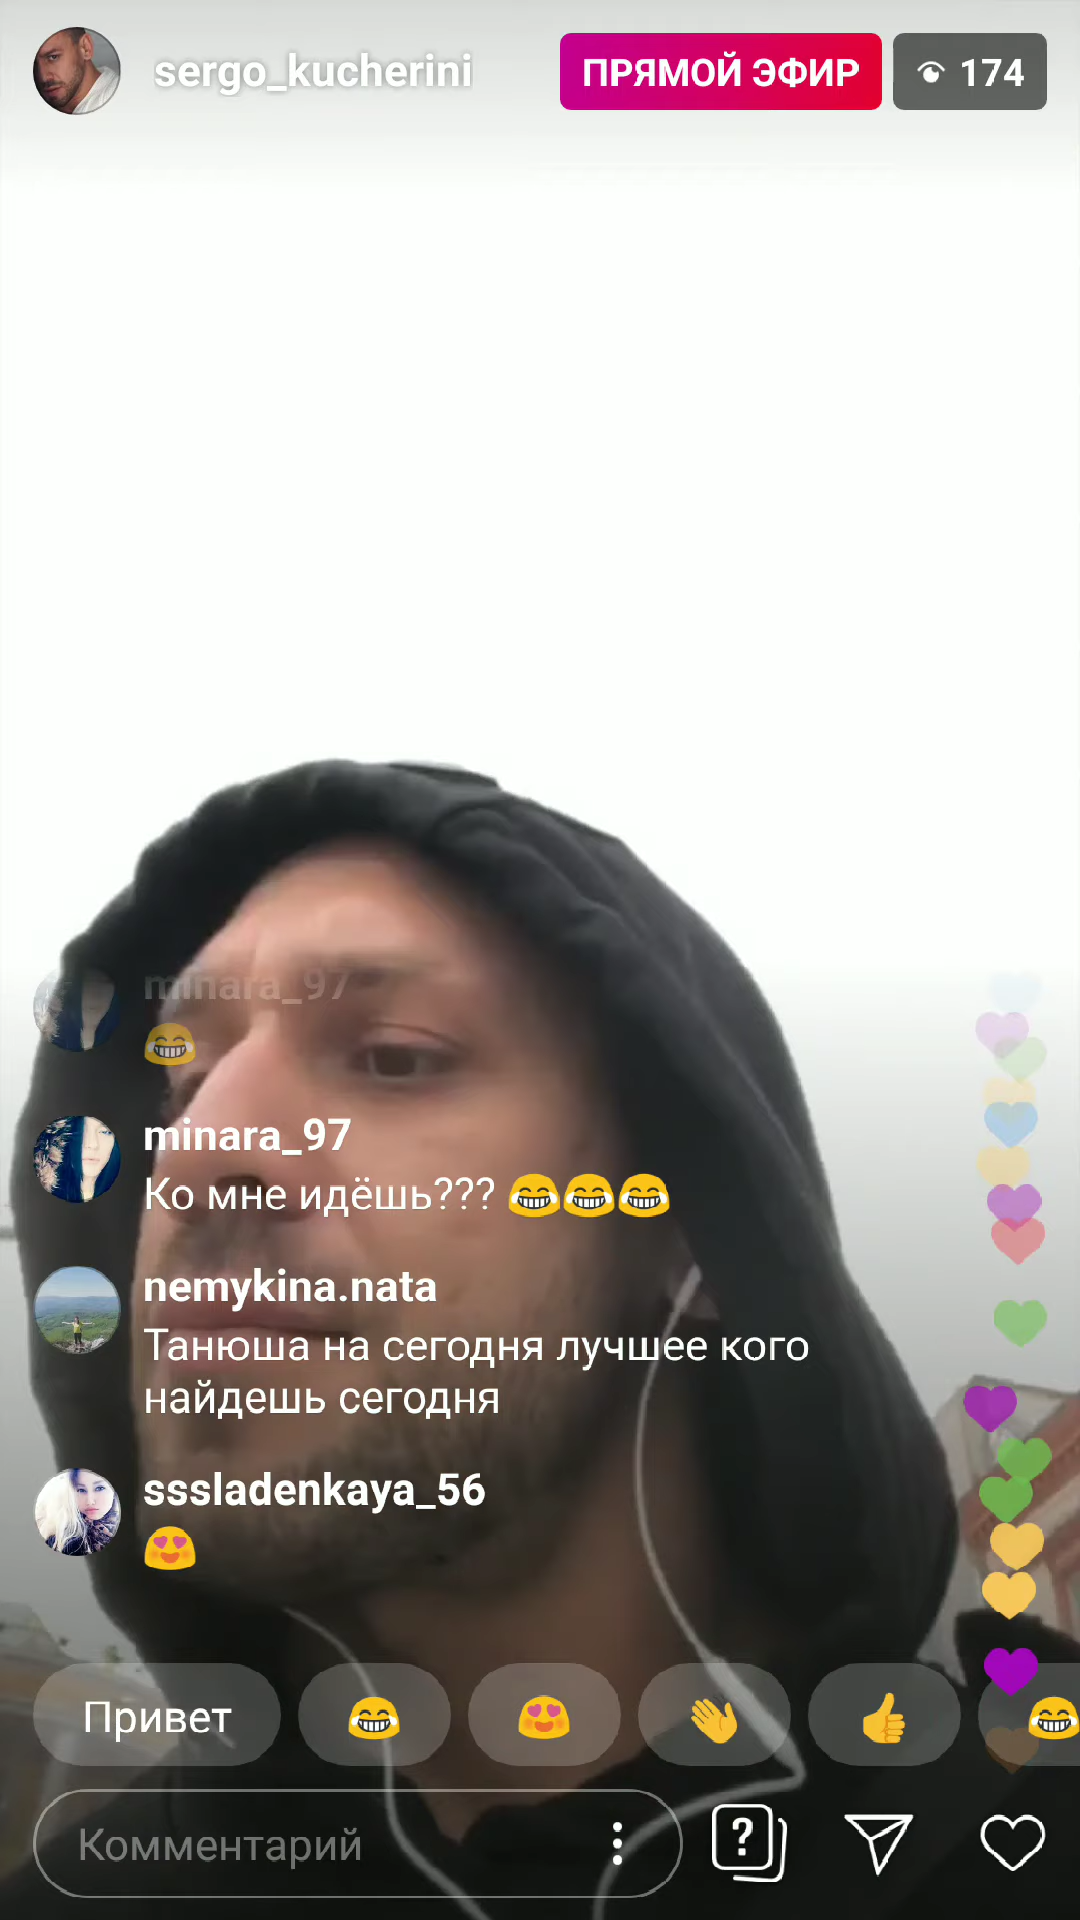 sergo_kucherini
ПРЯМОЙ ЭФИР
174
minara_97
😂
minara_97
Ко мне идёшь??? 😂😂😂
nemykina.nata
Танюша на сегодня лучшее кого
найдешь сегодня
sssladenkaya_56
😍
Привет
Комментарий